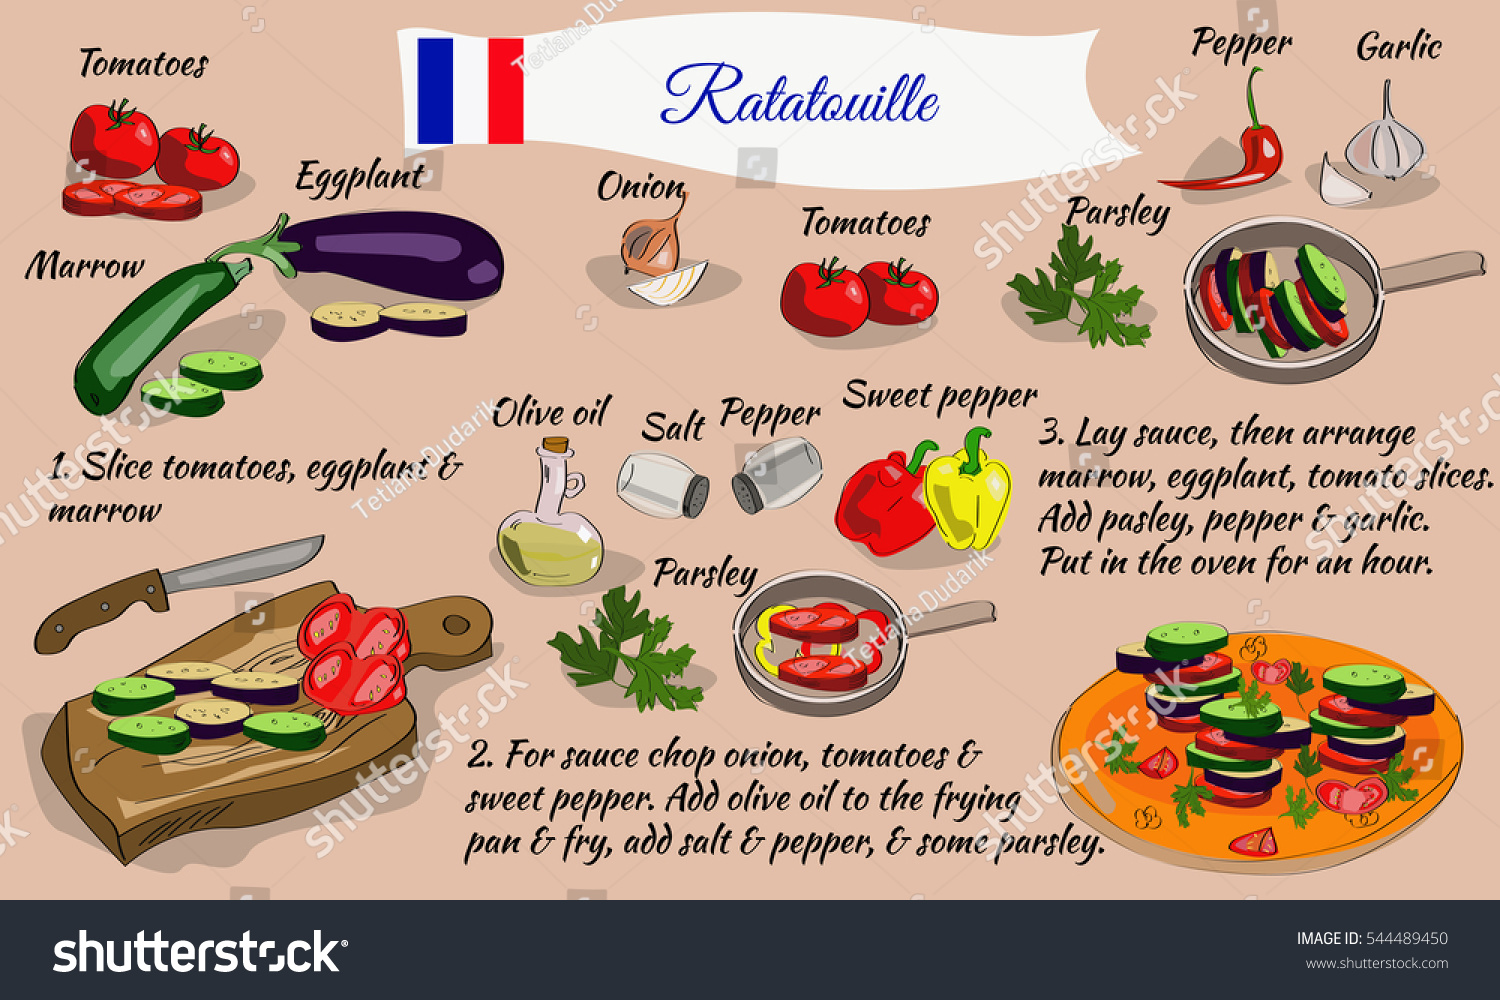 Ratatouille
Tomatoes
Eggplant
Marrow
1. Slice tomatoes, eggplant &
marrow
Onion
Tomatoes
Parsley
Pepper
Garlic
Olive oil
Salt
Pepper
Sweet pepper
Parsley
2. For sauce chop onion, tomatoes &
sweet pepper. Add olive oil to the frying
pan & fry, add salt & pepper, & some parsley.
3. Lay sauce, then arrange
marrow, eggplant, tomato slices.
Add pasley, pepper & garlic.
Put in the oven for an hour.
shutterstock
Tetiana Dudarik
shutterstock®
IMAGE ID: 544489450
www.shutterstock.com